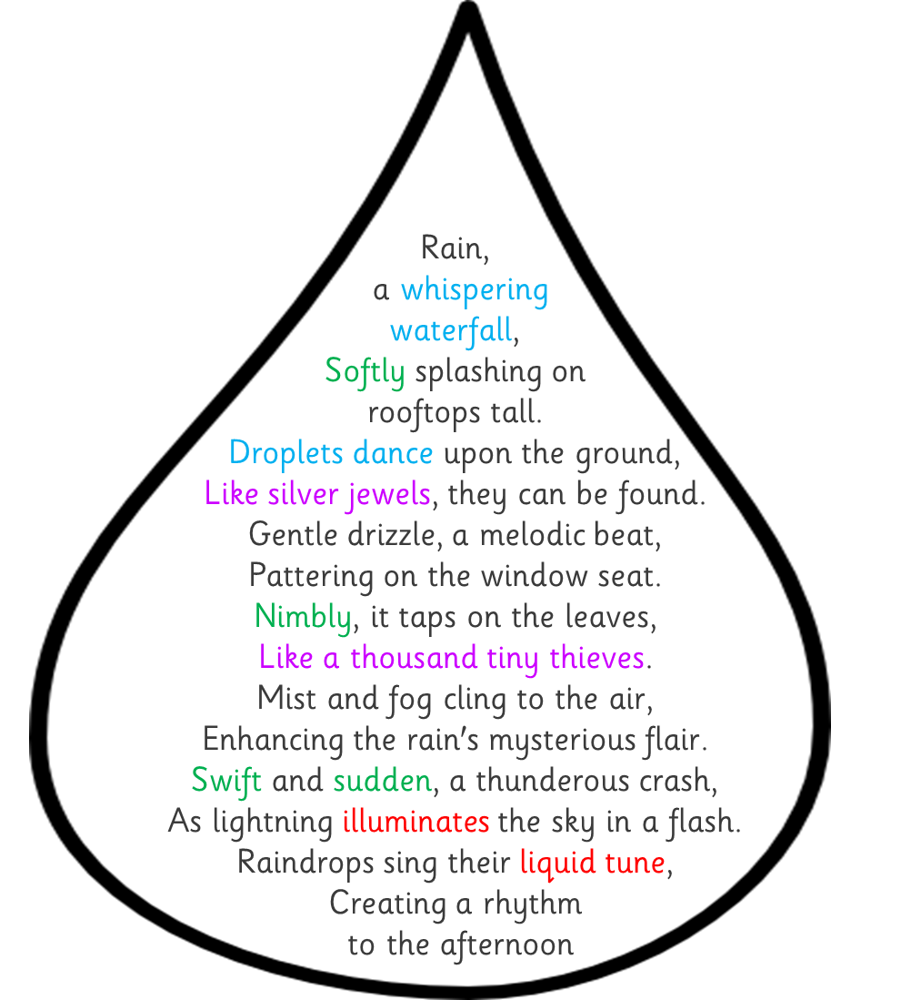 Rain,
a whispering
waterfall,
Softly splashing on
rooftops tall.
Droplets dance upon the ground,
Like silver jewels, they can be found.
Gentle drizzle, a melodic beat,
Pattering on the window seat.
Nimbly, it taps on the leaves,
Like a thousand tiny thieves.
Mist and fog cling to the air,
Enhancing the rain's mysterious flair.
Swift and sudden, a thunderous crash,
As lightning illuminates the sky in a flash.
Raindrops sing their liquid tune,
Creating a rhythm
to the afternoon